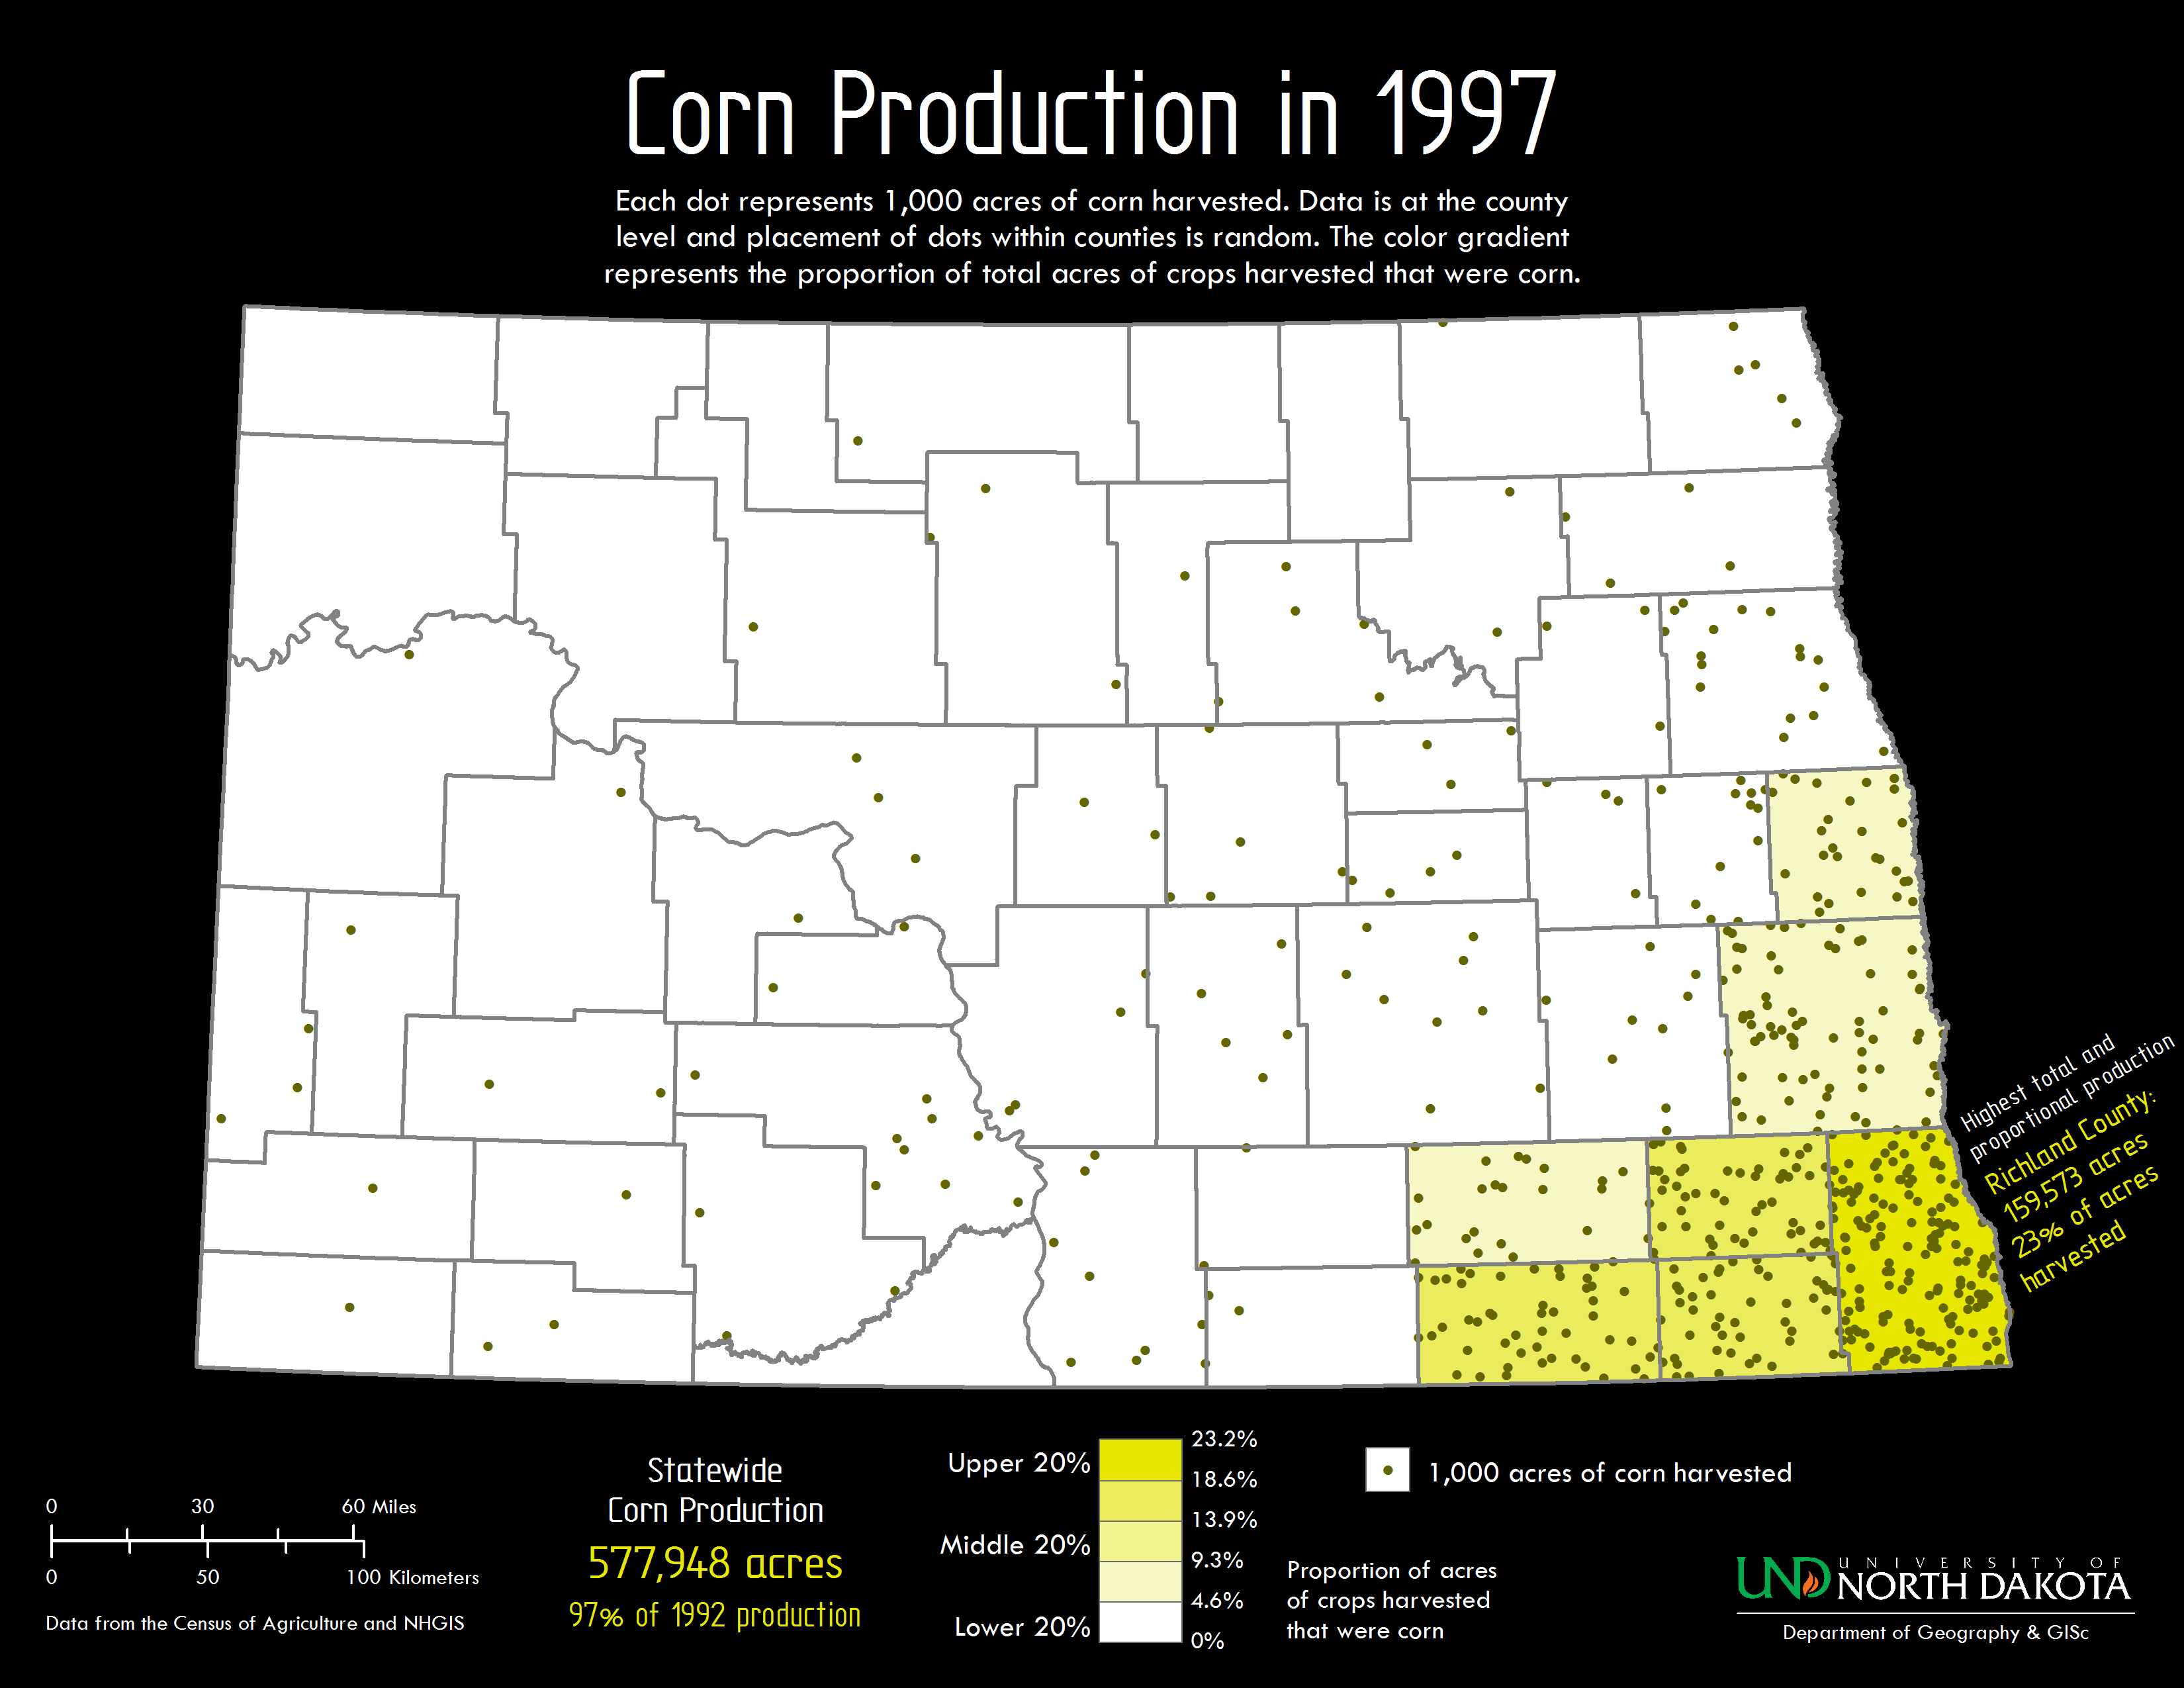 Corn Production in 1997
Each dot represents 1,000 acres of corn harvested. Data is at the county
level and placement of dots within counties is random. The color gradient
represents the proportion of total acres of crops harvested that were corn.
Highest total and
proportional production
Richland County:
159,573 acres
23% of acres
harvested
0 30 60 Miles
0 50 100 Kilometers
Data from the Census of Agriculture and NHGIS
Statewide
Corn Production
577,948 acres
97% of 1992 production
Upper 20%
Middle 20%
Lower 20%
23.2%
18.6%
13.9%
9.3%
4.6%
0%
1,000 acres of corn harvested
Proportion of acres
of crops harvested
that were corn
UND
UNIVERSITY OF
NORTH DAKOTA
Department of Geography & GISc